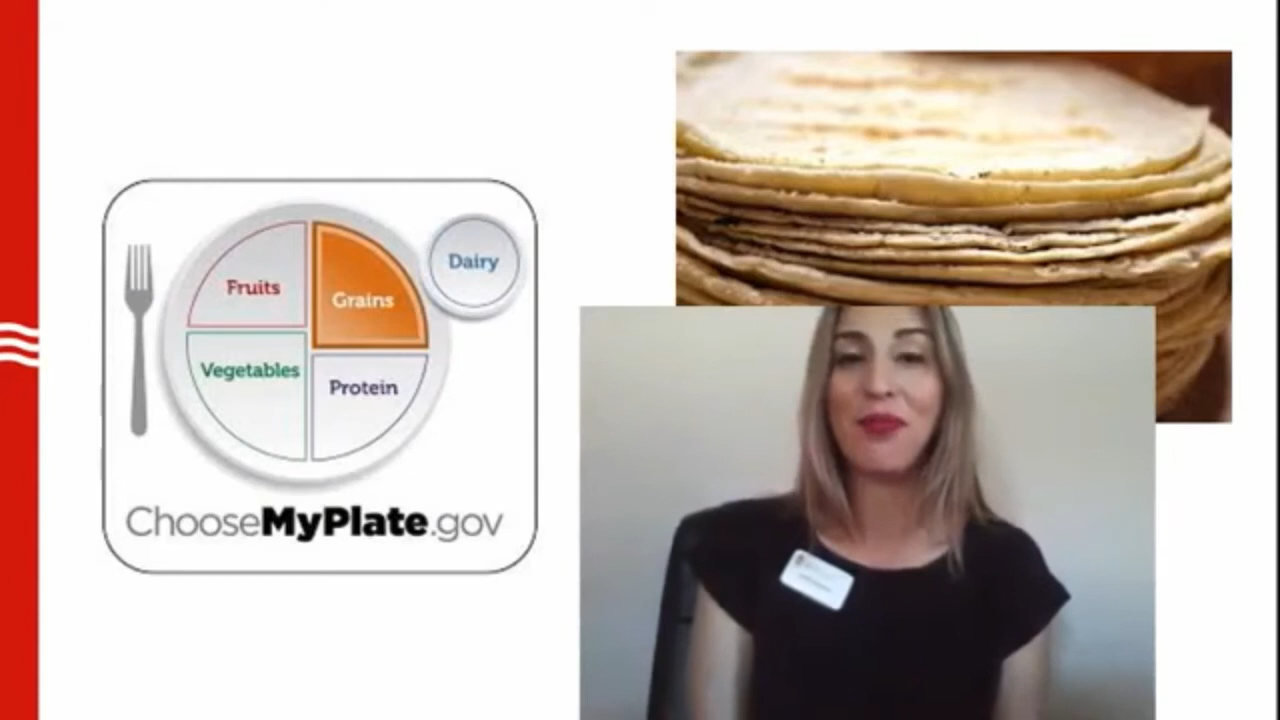 Fruits
Grains
Dairy
Vegetables
Protein
ChooseMyPlate.gov